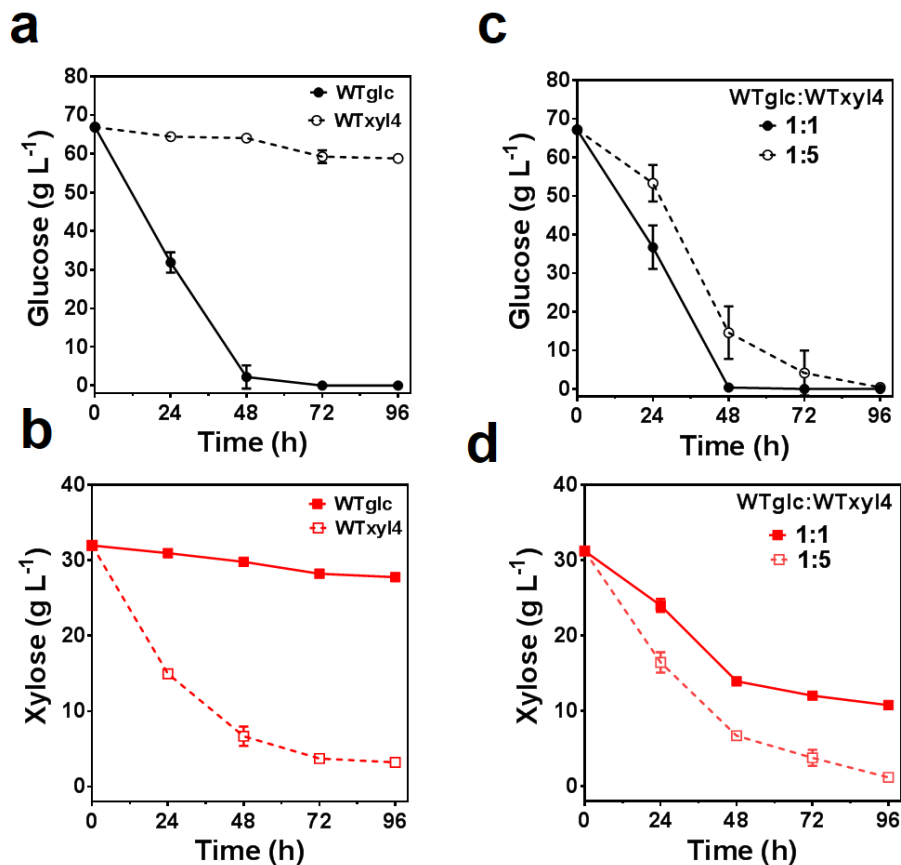 a
80
70
60
50
40
30
20
10
0
Glucose (g L⁻¹)
WTglc
WTxyl4
0 24 48 72 96
Time (h)
c
80
70
60
50
40
30
20
10
0
Glucose (g L⁻¹)
WTglc:WTxyl4
1:1
1:5
0 24 48 72 96
Time (h)
b
40
30
20
10
0
Xylose (g L⁻¹)
WTglc
WTxyl4
0 24 48 72 96
Time (h)
d
40
30
20
10
0
Xylose (g L⁻¹)
WTglc:WTxyl4
1:1
1:5
0 24 48 72 96
Time (h)